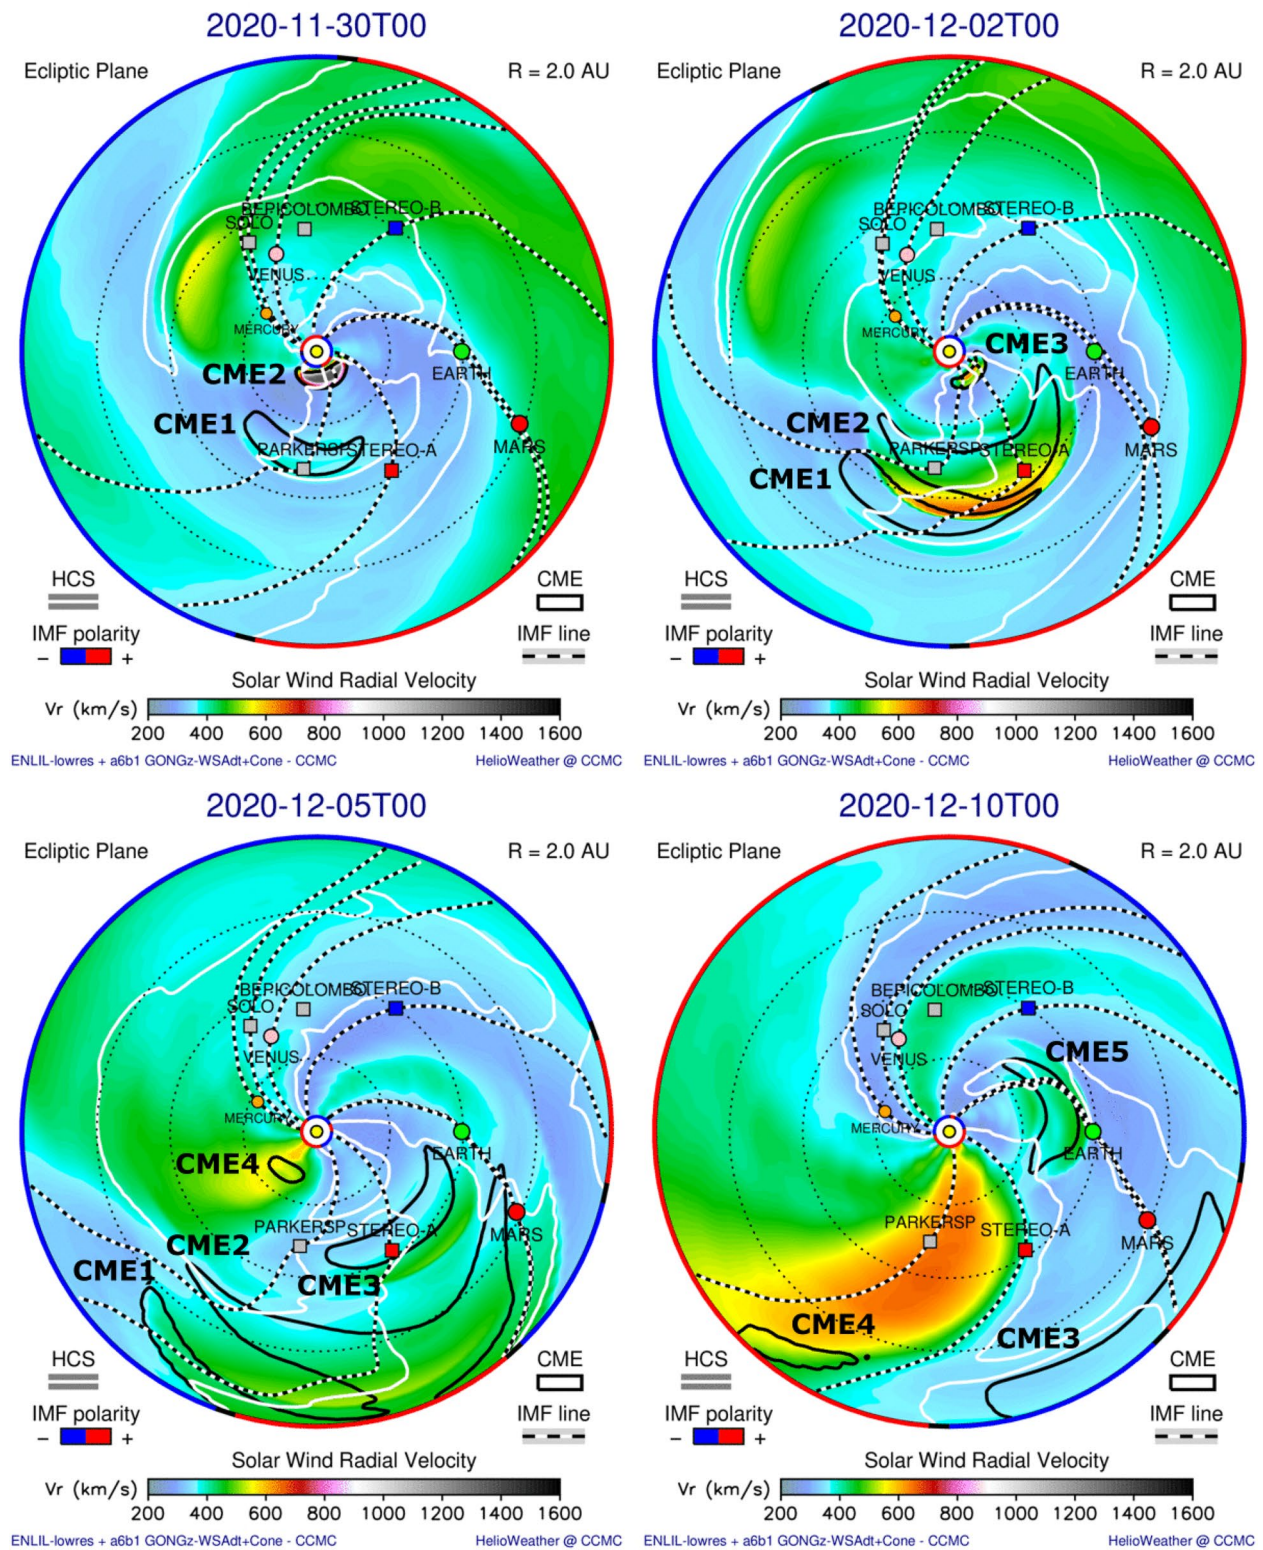 2020-11-30T00
Ecliptic Plane
R = 2.0 AU
BEPICOLOMBO
STEREO-B
SOLO
VENUS
MERCURY
CME2
EARTH
CME1
PARKERSP
STEREO-A
MARS
HCS
CME
IMF polarity
IMF line
- +
Solar Wind Radial Velocity
Vr (km/s)
200 400 600 800 1000 1200 1400 1600
ENLIL-lowres + a6b1 GONGz-WSAdt+Cone - CCMC
HelioWeather @ CCMC
2020-12-02T00
Ecliptic Plane
R = 2.0 AU
BEPICOLOMBO
STEREO-B
SOLO
VENUS
MERCURY
CME3
EARTH
CME2
PARKERSP
STEREO-A
MARS
CME1
HCS
CME
IMF polarity
IMF line
- +
Solar Wind Radial Velocity
Vr (km/s)
200 400 600 800 1000 1200 1400 1600
ENLIL-lowres + a6b1 GONGz-WSAdt+Cone - CCMC
HelioWeather @ CCMC
2020-12-05T00
Ecliptic Plane
R = 2.0 AU
BEPICOLOMBO
STEREO-B
SOLO
VENUS
MERCURY
EARTH
CME4
PARKERSP
STEREO-A
MARS
CME2
CME1
CME3
HCS
CME
IMF polarity
IMF line
- +
Solar Wind Radial Velocity
Vr (km/s)
200 400 600 800 1000 1200 1400 1600
ENLIL-lowres + a6b1 GONGz-WSAdt+Cone - CCMC
HelioWeather @ CCMC
2020-12-10T00
Ecliptic Plane
R = 2.0 AU
BEPICOLOMBO
STEREO-B
SOLO
CME5
VENUS
MERCURY
EARTH
PARKERSP
STEREO-A
MARS
CME4
CME3
HCS
CME
IMF polarity
IMF line
- +
Solar Wind Radial Velocity
Vr (km/s)
200 400 600 800 1000 1200 1400 1600
ENLIL-lowres + a6b1 GONGz-WSAdt+Cone - CCMC
HelioWeather @ CCMC